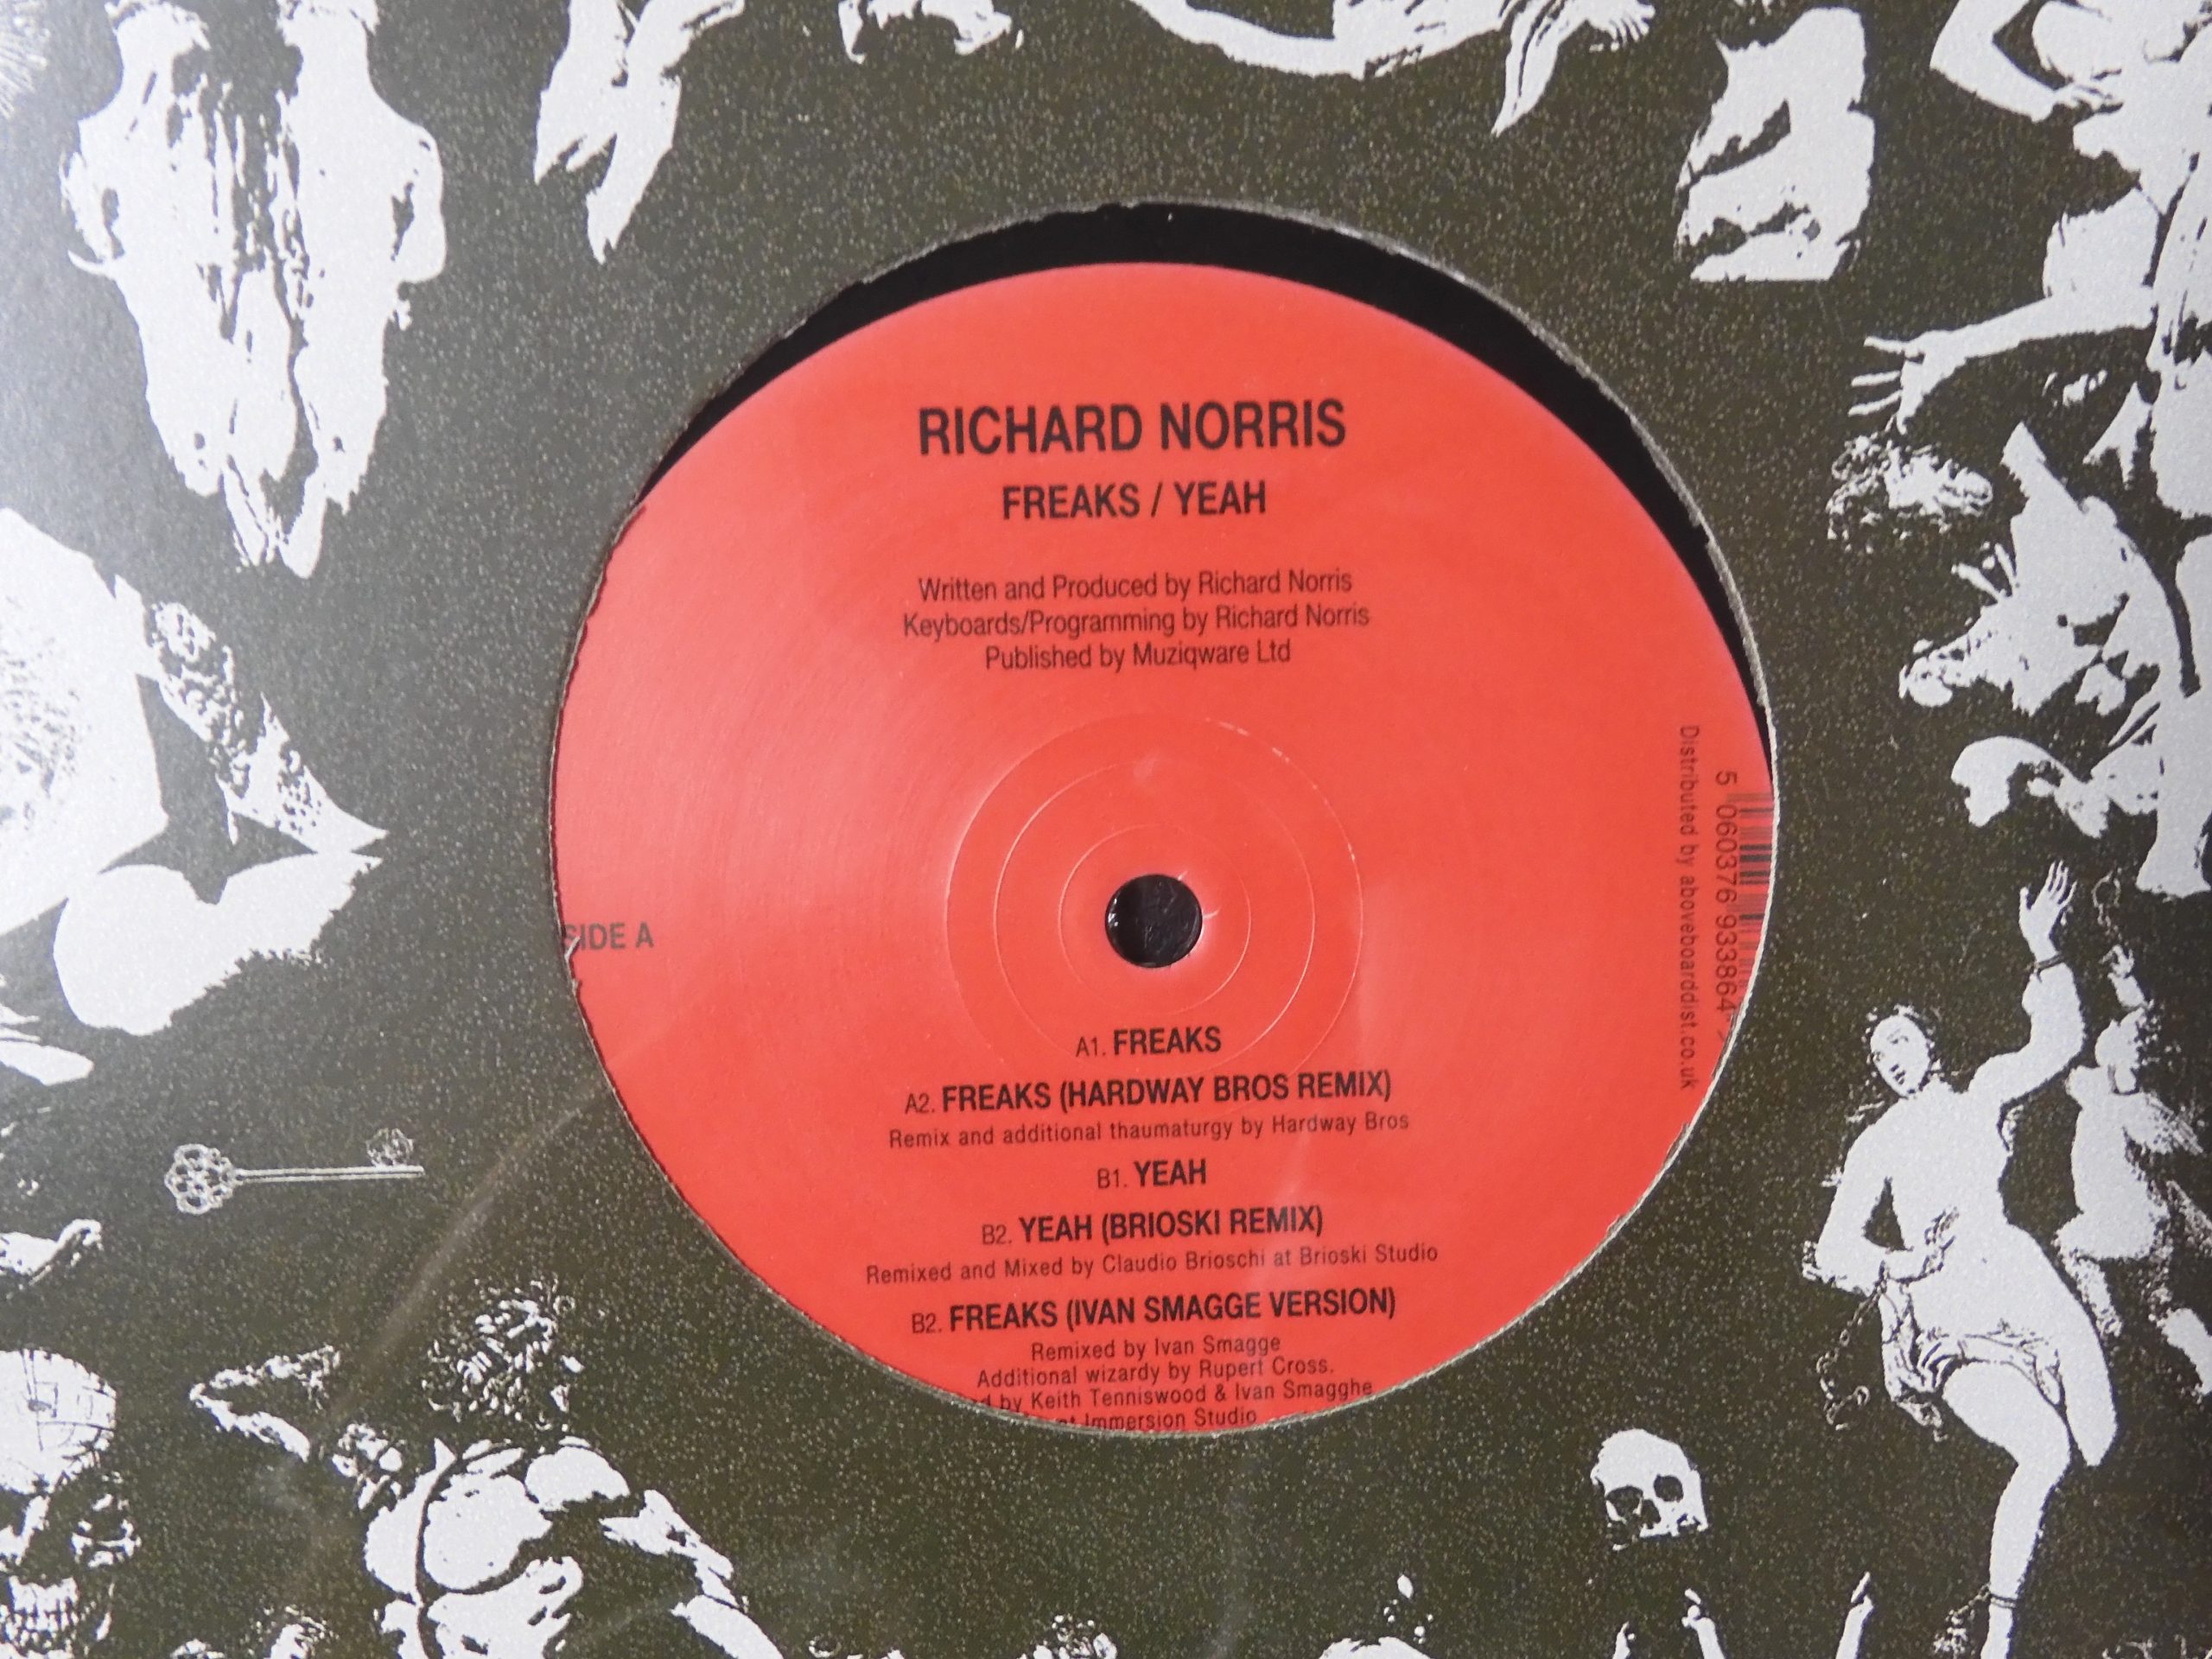 RICHARD NORRIS
FREAKS / YEAH
Written and Produced by Richard Norris
Keyboards/Programming by Richard Norris
Published by Muziqware Ltd
Distributed by aboveboarddist.co.uk
5 060376 933864 >
SIDE A
A1. FREAKS
A2. FREAKS (HARDWAY BROS REMIX)
Remix and additional thaumaturgy by Hardway Bros
B1. YEAH
B2. YEAH (BRIOSKI REMIX)
Remixed and Mixed by Claudio Brioschi at Brioski Studio
B2. FREAKS (IVAN SMAGGE VERSION)
Remixed by Ivan Smagge
Additional wizardy by Rupert Cross.
by Keith Tenniswood & Ivan Smagghe
at Immersion Studio